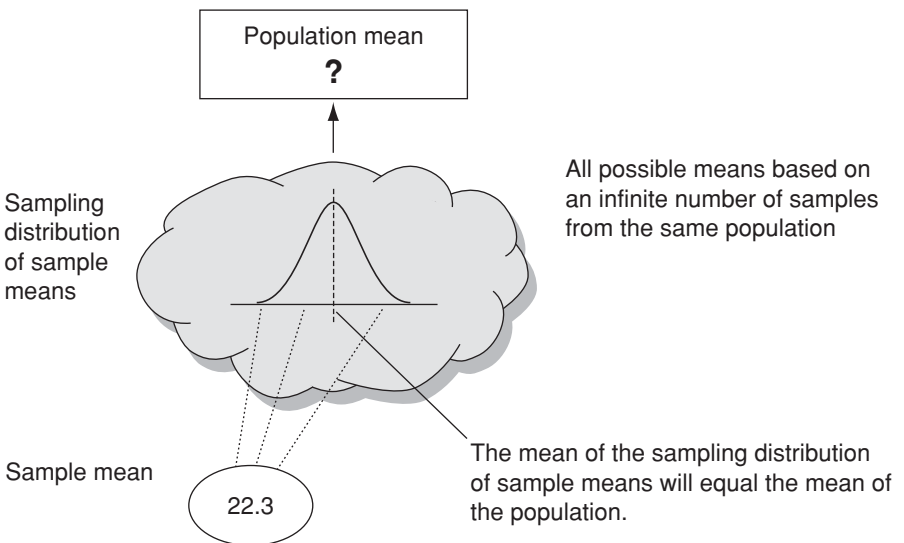 Population mean
?
All possible means based on
an infinite number of samples
from the same population
Sampling
distribution
of sample
means
The mean of the sampling distribution
of sample means will equal the mean of
the population.
Sample mean
22.3